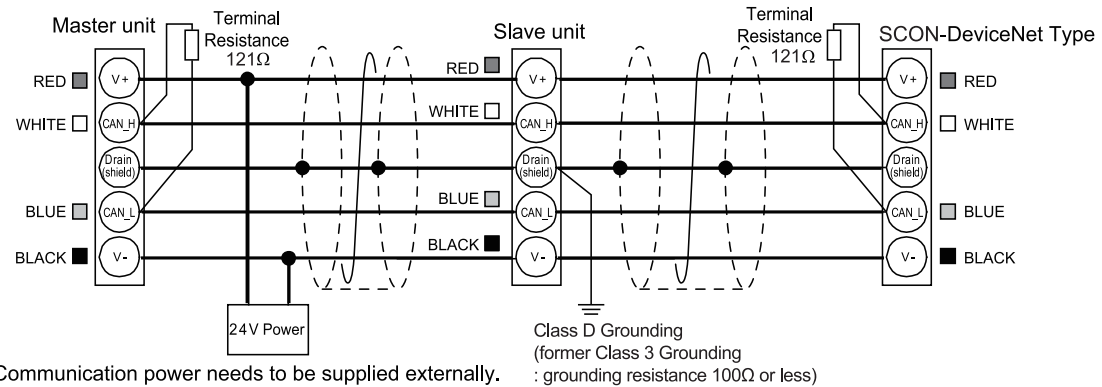 Master unit
Terminal
Resistance
121Ω
Slave unit
Terminal
Resistance
121Ω
SCON-DeviceNet Type
RED
V+
RED
V+
V+
RED
WHITE
CAN_H
WHITE
CAN_H
CAN_H
WHITE
Drain
(shield)
Drain
(shield)
Drain
(shield)
BLUE
CAN_L
BLUE
CAN_L
CAN_L
BLUE
BLACK
V-
BLACK
V-
V-
BLACK
24V Power
Class D Grounding
(former Class 3 Grounding
: grounding resistance 100Ω or less)
Communication power needs to be supplied externally.